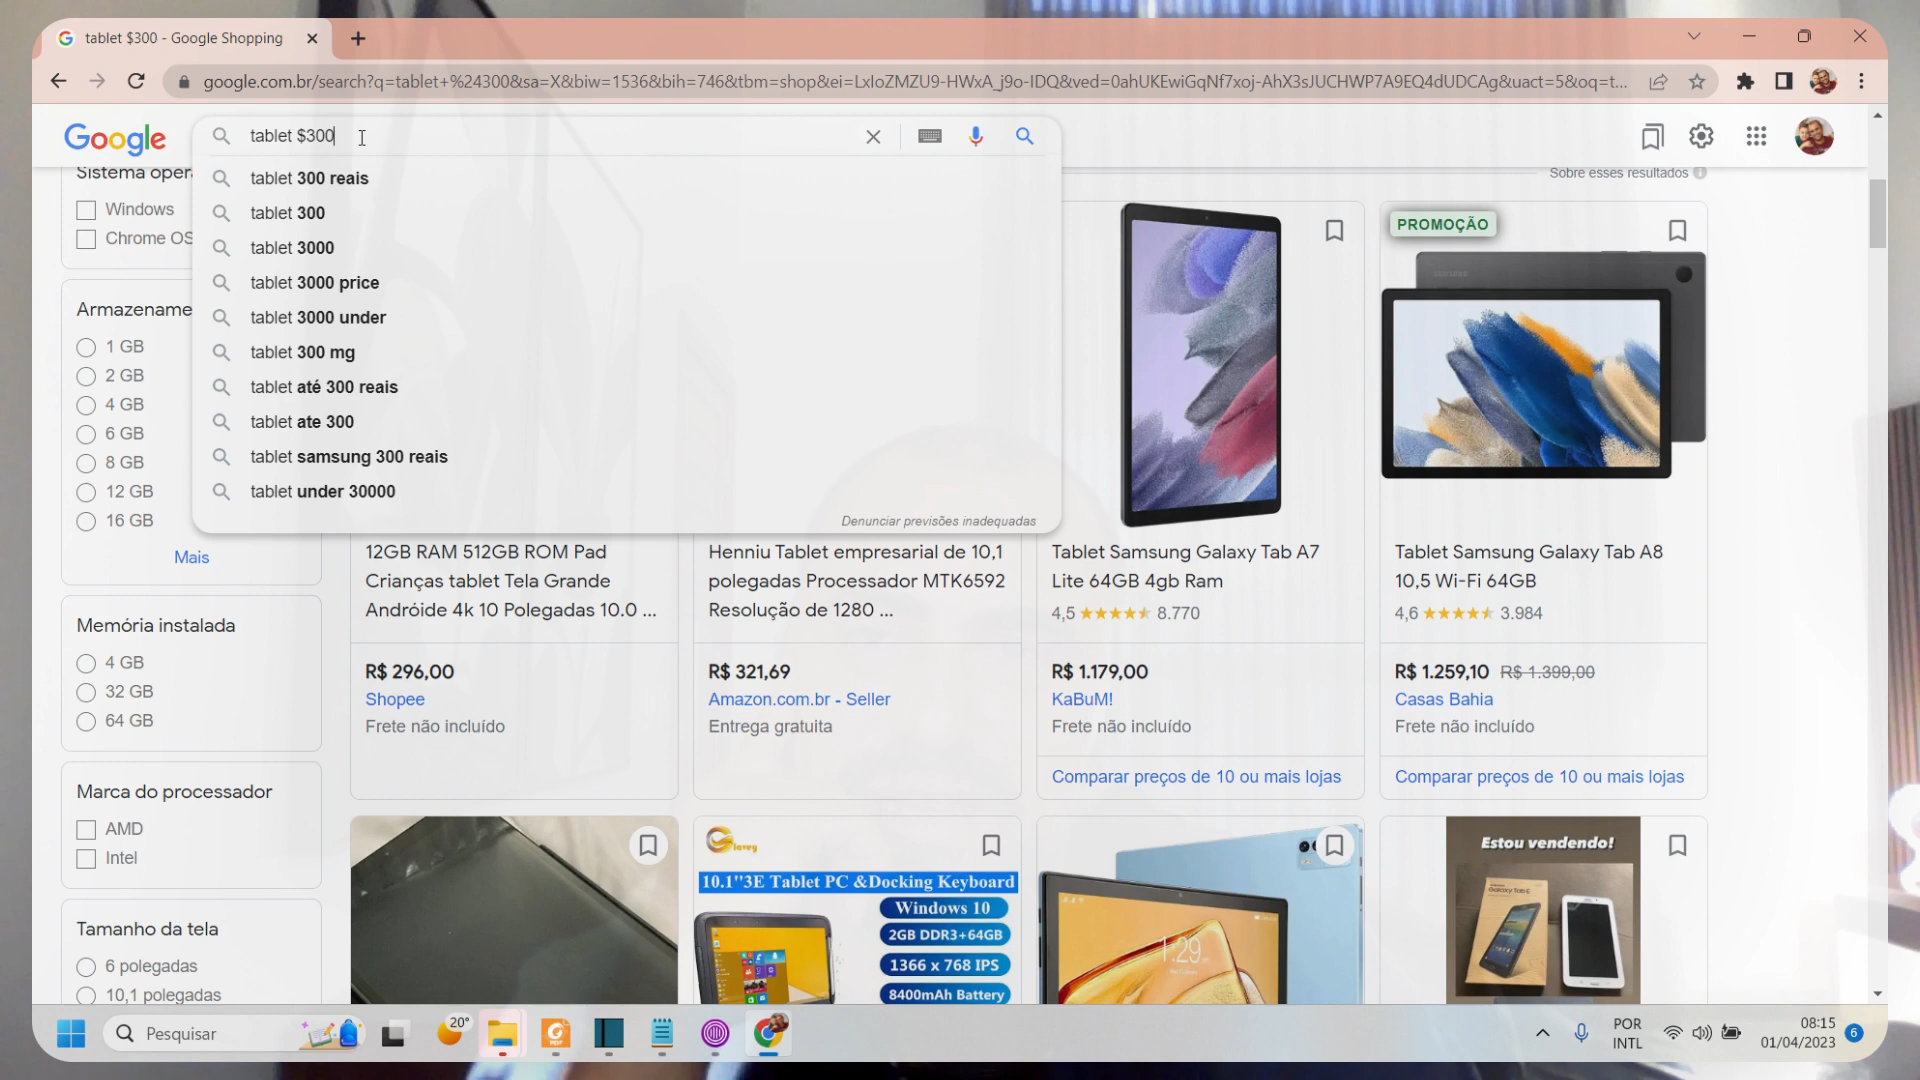 tablet $300 - Google Shopping
google.com.br/search?q=tablet+%24300&sa=X&biw=1536&bih=746&tbm=shop&ei=LxIoZMZU9-HWxA_j9o-IDQ&ved=0ahUKEwiGqNf7xoj-AhX3sJUCHWP7A9EQ4dUDCAg&uact=5&oq=t...
Google
tablet $300
tablet 300 reais
tablet 300
tablet 3000
tablet 3000 price
tablet 3000 under
tablet 300 mg
tablet até 300 reais
tablet ate 300
tablet samsung 300 reais
tablet under 30000
Denunciar previsões inadequadas
Sobre esses resultados
Sistema oper
Windows
Chrome OS
Armazename
1 GB
2 GB
4 GB
6 GB
8 GB
12 GB
16 GB
Mais
Memória instalada
4 GB
32 GB
64 GB
Marca do processador
AMD
Intel
Tamanho da tela
6 polegadas
10,1 polegadas
12GB RAM 512GB ROM Pad
Crianças tablet Tela Grande
Andróide 4k 10 Polegadas 10.0 ...
R$ 296,00
Shopee
Frete não incluído
Henniu Tablet empresarial de 10,1
polegadas Processador MTK6592
Resolução de 1280 ...
R$ 321,69
Amazon.com.br - Seller
Entrega gratuita
Tablet Samsung Galaxy Tab A7
Lite 64GB 4gb Ram
4,5 8.770
R$ 1.179,00
KaBuM!
Frete não incluído
Comparar preços de 10 ou mais lojas
PROMOÇÃO
Tablet Samsung Galaxy Tab A8
10,5 Wi-Fi 64GB
4,6 3.984
R$ 1.259,10 R$ 1.399,00
Casas Bahia
Frete não incluído
Comparar preços de 10 ou mais lojas
10.1"3E Tablet PC &Docking Keyboard
Windows 10
2GB DDR3+64GB
1366 x 768 IPS
8400mAh Battery
1:29
Estou vendendo!
Pesquisar
20°
POR
INTL
08:15
01/04/2023
6